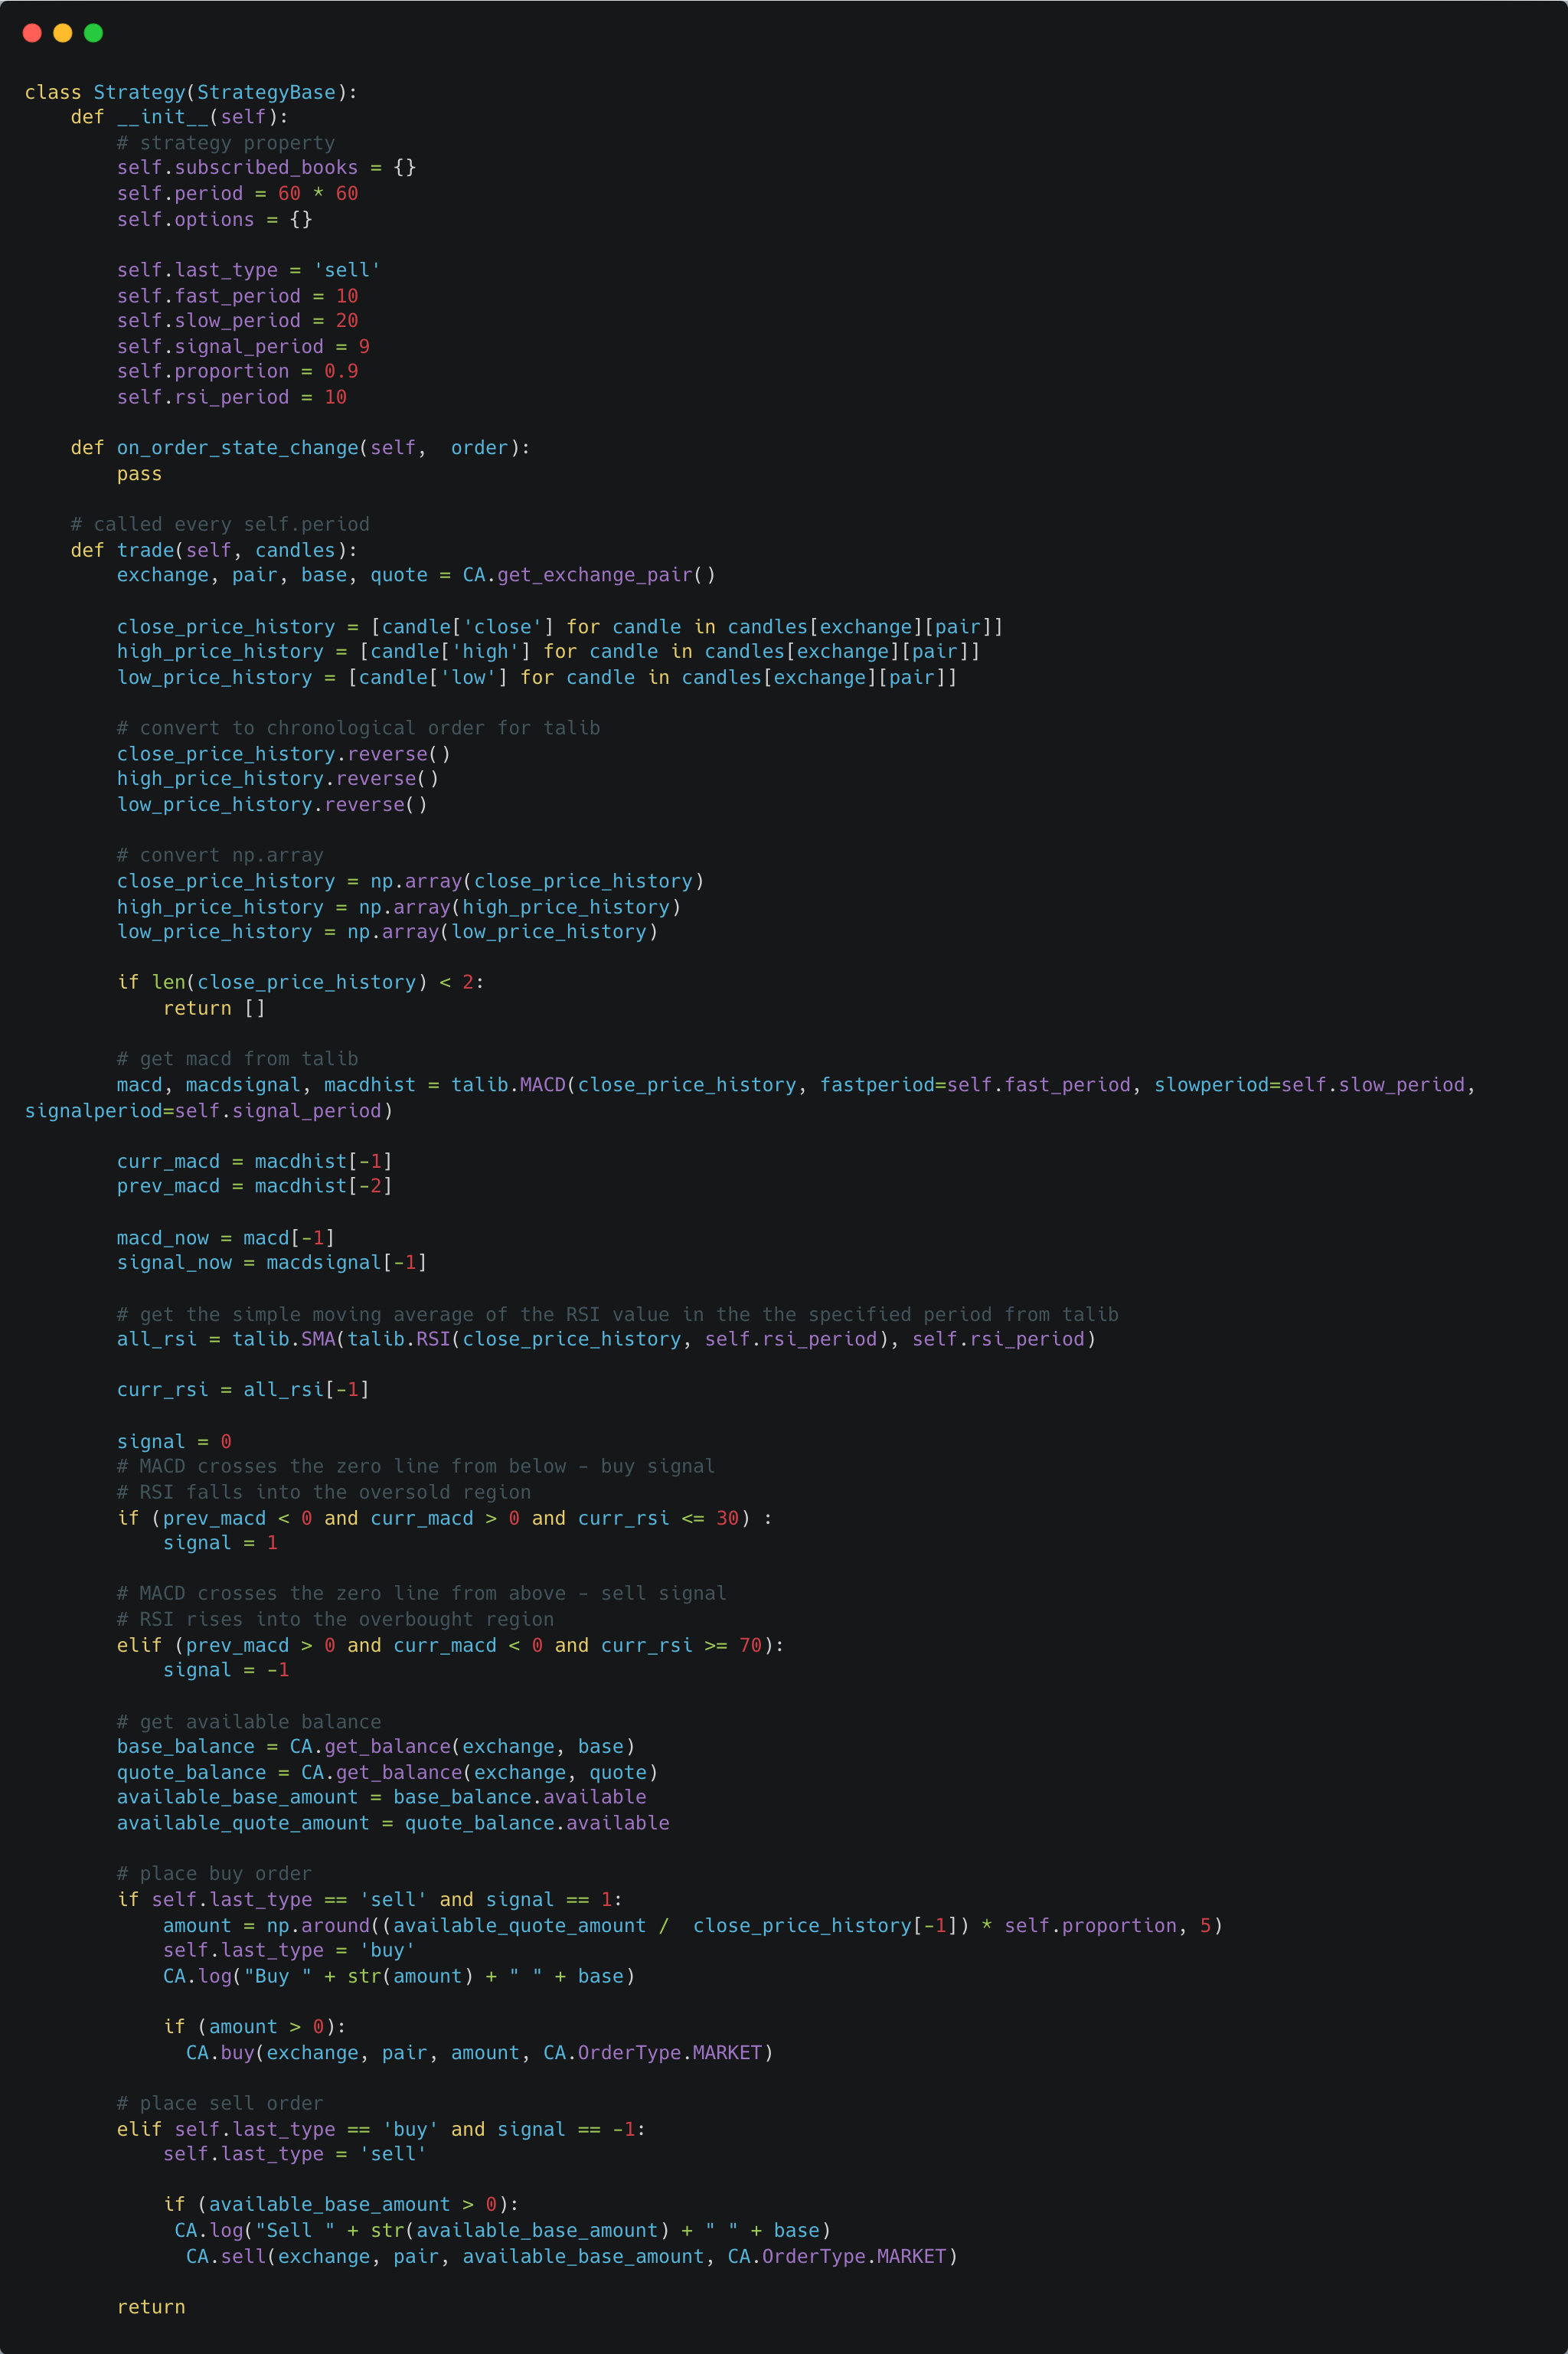 class Strategy(StrategyBase):
    def __init__(self):
        # strategy property
        self.subscribed_books = {}
        self.period = 60 * 60
        self.options = {}

        self.last_type = 'sell'
        self.fast_period = 10
        self.slow_period = 20
        self.signal_period = 9
        self.proportion = 0.9
        self.rsi_period = 10

    def on_order_state_change(self,  order):
        pass

    # called every self.period
    def trade(self, candles):
        exchange, pair, base, quote = CA.get_exchange_pair()

        close_price_history = [candle['close'] for candle in candles[exchange][pair]]
        high_price_history = [candle['high'] for candle in candles[exchange][pair]]
        low_price_history = [candle['low'] for candle in candles[exchange][pair]]

        # convert to chronological order for talib
        close_price_history.reverse()
        high_price_history.reverse()
        low_price_history.reverse()

        # convert np.array
        close_price_history = np.array(close_price_history)
        high_price_history = np.array(high_price_history)
        low_price_history = np.array(low_price_history)

        if len(close_price_history) < 2:
            return []

        # get macd from talib
        macd, macdsignal, macdhist = talib.MACD(close_price_history, fastperiod=self.fast_period, slowperiod=self.slow_period,
signalperiod=self.signal_period)

        curr_macd = macdhist[-1]
        prev_macd = macdhist[-2]

        macd_now = macd[-1]
        signal_now = macdsignal[-1]

        # get the simple moving average of the RSI value in the the specified period from talib
        all_rsi = talib.SMA(talib.RSI(close_price_history, self.rsi_period), self.rsi_period)

        curr_rsi = all_rsi[-1]

        signal = 0
        # MACD crosses the zero line from below - buy signal
        # RSI falls into the oversold region
        if (prev_macd < 0 and curr_macd > 0 and curr_rsi <= 30) :
            signal = 1

        # MACD crosses the zero line from above - sell signal
        # RSI rises into the overbought region
        elif (prev_macd > 0 and curr_macd < 0 and curr_rsi >= 70):
            signal = -1

        # get available balance
        base_balance = CA.get_balance(exchange, base)
        quote_balance = CA.get_balance(exchange, quote)
        available_base_amount = base_balance.available
        available_quote_amount = quote_balance.available

        # place buy order
        if self.last_type == 'sell' and signal == 1:
            amount = np.around((available_quote_amount /  close_price_history[-1]) * self.proportion, 5)
            self.last_type = 'buy'
            CA.log("Buy " + str(amount) + " " + base)

            if (amount > 0):
              CA.buy(exchange, pair, amount, CA.OrderType.MARKET)

        # place sell order
        elif self.last_type == 'buy' and signal == -1:
            self.last_type = 'sell'

            if (available_base_amount > 0):
             CA.log("Sell " + str(available_base_amount) + " " + base)
              CA.sell(exchange, pair, available_base_amount, CA.OrderType.MARKET)

        return